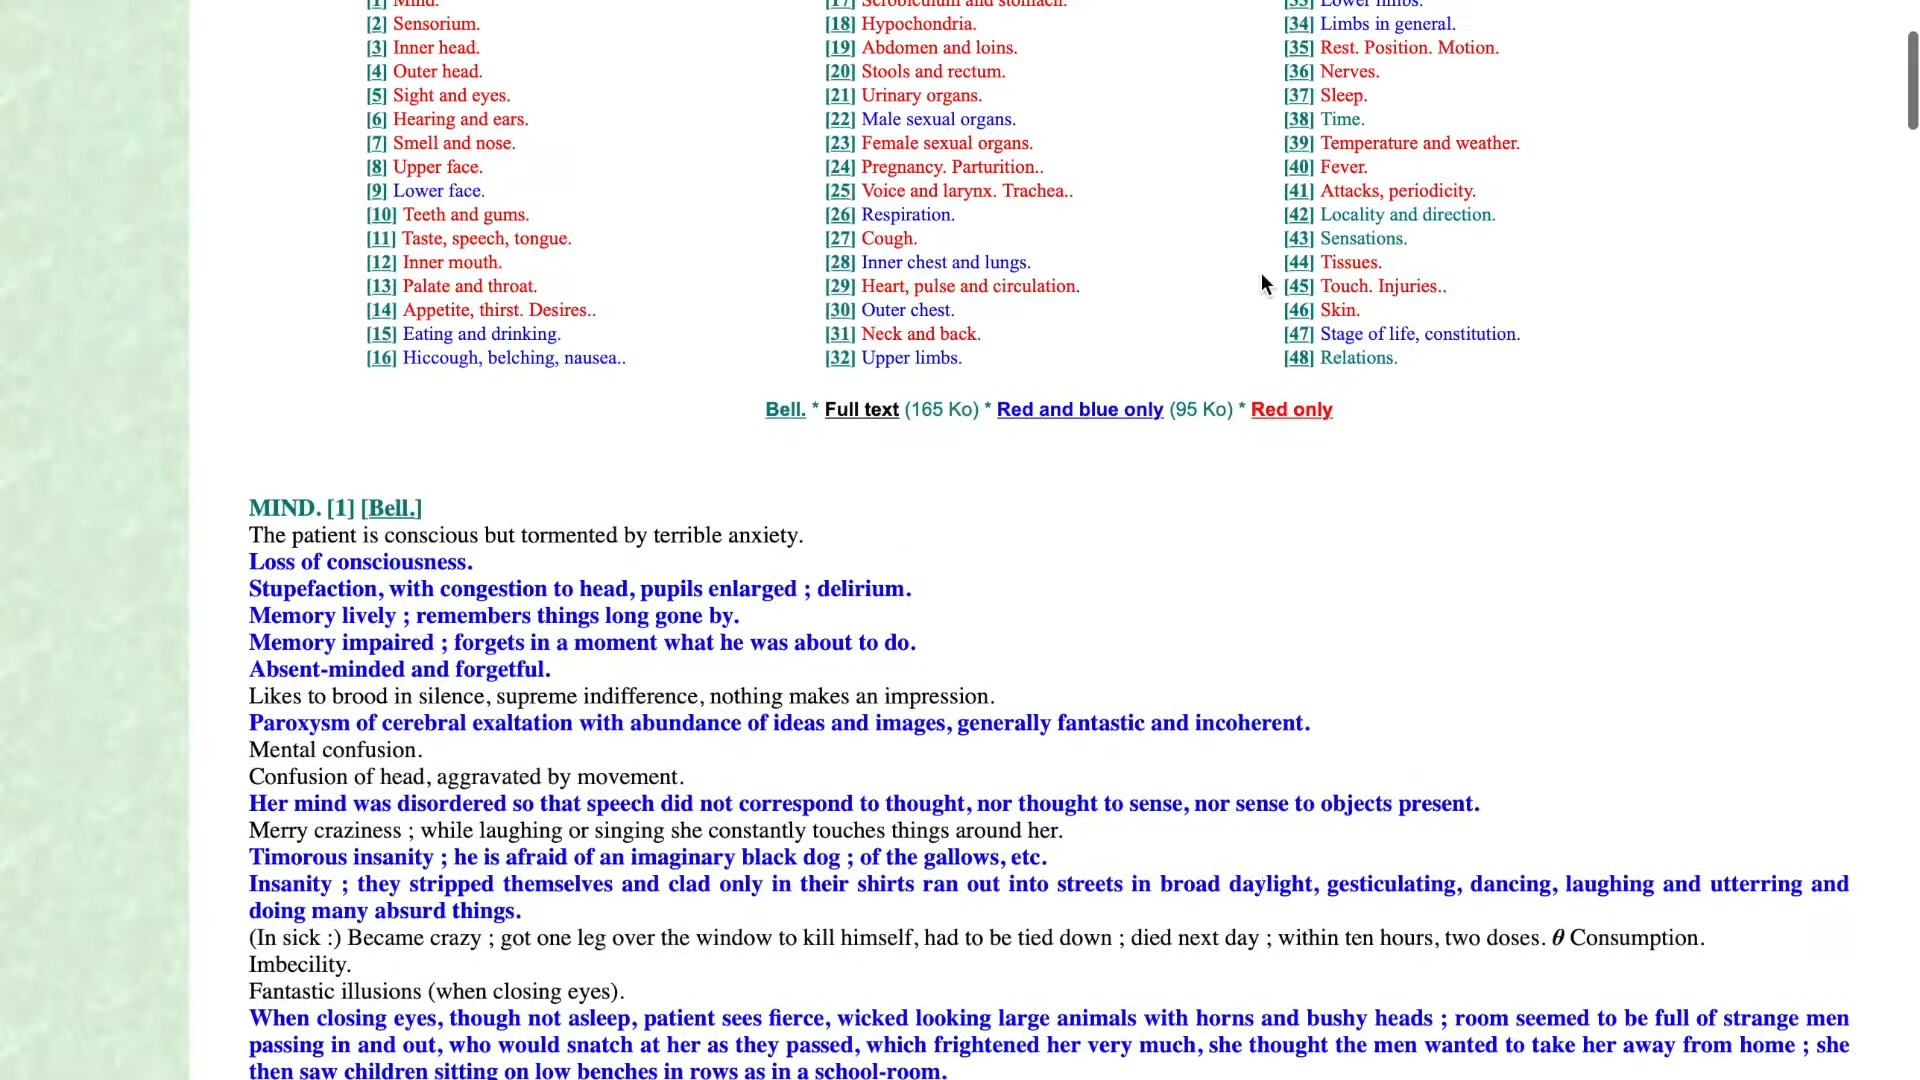 [1] Mind.
[2] Sensorium.
[3] Inner head.
[4] Outer head.
[5] Sight and eyes.
[6] Hearing and ears.
[7] Smell and nose.
[8] Upper face.
[9] Lower face.
[10] Teeth and gums.
[11] Taste, speech, tongue.
[12] Inner mouth.
[13] Palate and throat.
[14] Appetite, thirst. Desires..
[15] Eating and drinking.
[16] Hiccough, belching, nausea..
[17] Scrobiculum and stomach.
[18] Hypochondria.
[19] Abdomen and loins.
[20] Stools and rectum.
[21] Urinary organs.
[22] Male sexual organs.
[23] Female sexual organs.
[24] Pregnancy. Parturition..
[25] Voice and larynx. Trachea..
[26] Respiration.
[27] Cough.
[28] Inner chest and lungs.
[29] Heart, pulse and circulation.
[30] Outer chest.
[31] Neck and back.
[32] Upper limbs.
[33] Lower limbs.
[34] Limbs in general.
[35] Rest. Position. Motion.
[36] Nerves.
[37] Sleep.
[38] Time.
[39] Temperature and weather.
[40] Fever.
[41] Attacks, periodicity.
[42] Locality and direction.
[43] Sensations.
[44] Tissues.
[45] Touch. Injuries..
[46] Skin.
[47] Stage of life, constitution.
[48] Relations.
Bell. * Full text (165 Ko) * Red and blue only (95 Ko) * Red only
MIND. [1] [Bell.]
The patient is conscious but tormented by terrible anxiety.
Loss of consciousness.
Stupefaction, with congestion to head, pupils enlarged ; delirium.
Memory lively ; remembers things long gone by.
Memory impaired ; forgets in a moment what he was about to do.
Absent-minded and forgetful.
Likes to brood in silence, supreme indifference, nothing makes an impression.
Paroxysm of cerebral exaltation with abundance of ideas and images, generally fantastic and incoherent.
Mental confusion.
Confusion of head, aggravated by movement.
Her mind was disordered so that speech did not correspond to thought, nor thought to sense, nor sense to objects present.
Merry craziness ; while laughing or singing she constantly touches things around her.
Timorous insanity ; he is afraid of an imaginary black dog ; of the gallows, etc.
Insanity ; they stripped themselves and clad only in their shirts ran out into streets in broad daylight, gesticulating, dancing, laughing and utterring and
doing many absurd things.
(In sick :) Became crazy ; got one leg over the window to kill himself, had to be tied down ; died next day ; within ten hours, two doses. θ Consumption.
Imbecility.
Fantastic illusions (when closing eyes).
When closing eyes, though not asleep, patient sees fierce, wicked looking large animals with horns and bushy heads ; room seemed to be full of strange men
passing in and out, who would snatch at her as they passed, which frightened her very much, she thought the men wanted to take her away from home ; she
then saw children sitting on low benches in rows as in a school-room.